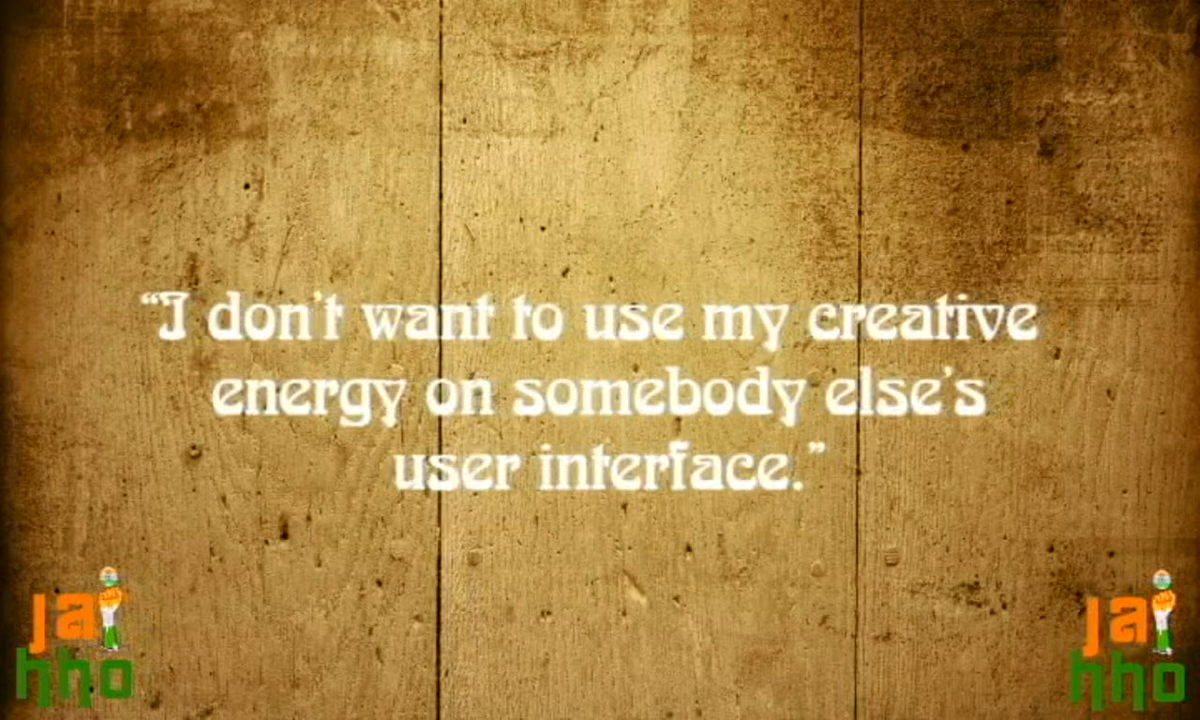 “I don't want to use my creative
energy on somebody else's
user interface.”
jai
hho
jai
hho